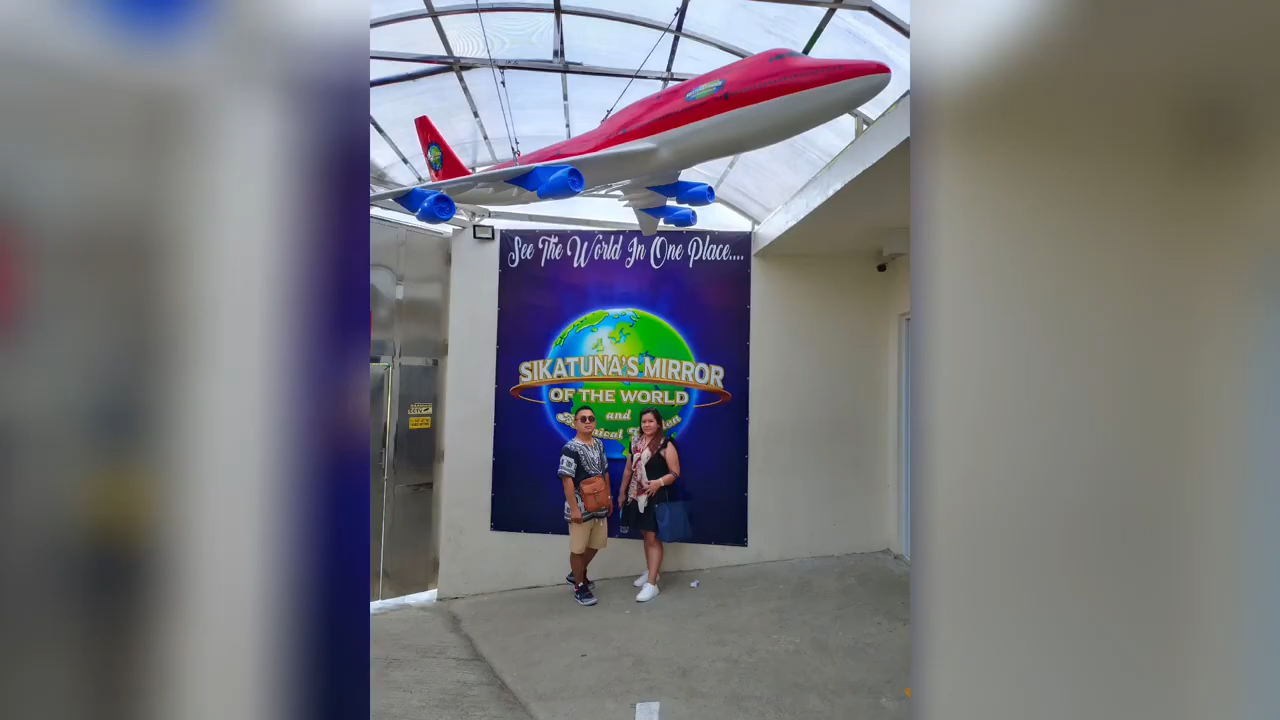 See The World In One Place....
SIKATUNA'S MIRROR
OF THE WORLD
and